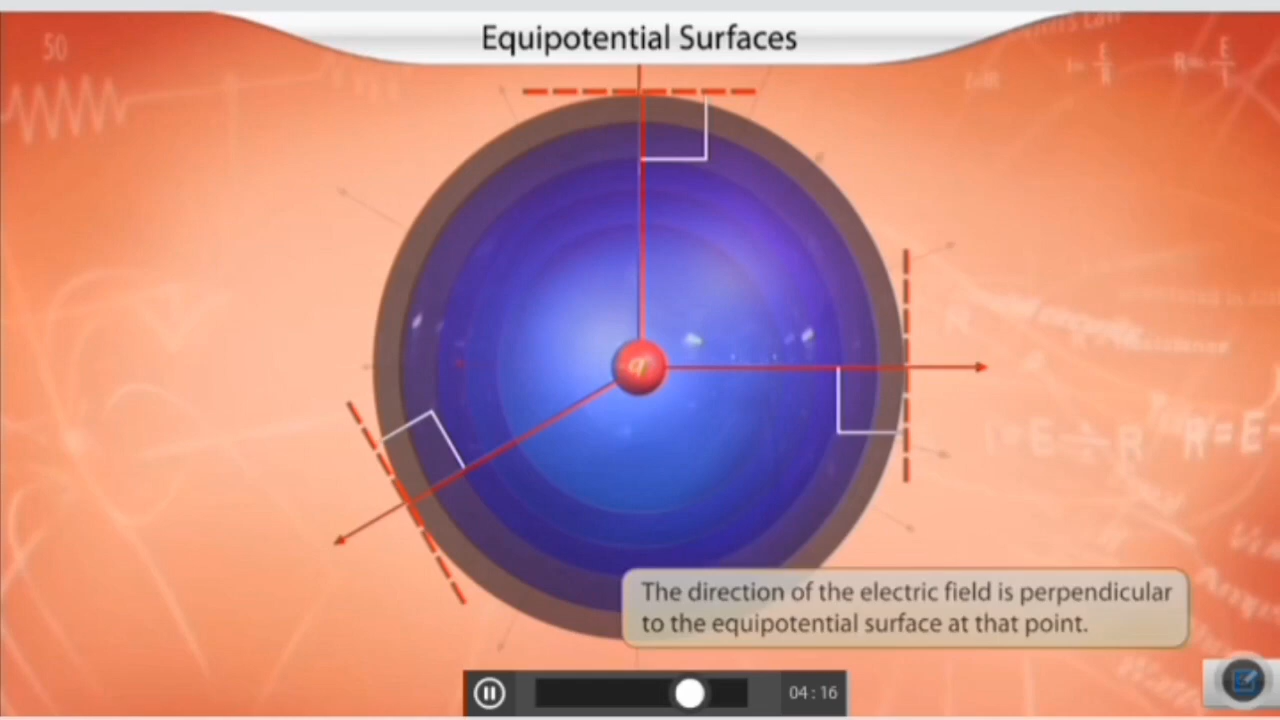 Equipotential Surfaces
50
R= E/I
q
I=E÷R R=E
The direction of the electric field is perpendicular
to the equipotential surface at that point.
04 : 16